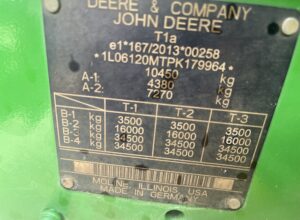 DEERE & COMPANY
JOHN DEERE
T1a
e1*167/2013*00258
*1L06120MTPK179964*
10450 kg
A-1: 4380 kg
A-2: 7270 kg
T-1 T-2 T-3
B-1 kg 3500 3500 3500
B-2 kg 16000 16000 16000
B-3 kg 34500 34500 34500
B-4 kg 34500 34500 34500
MOLINE, ILLINOIS USA
MADE IN GERMANY